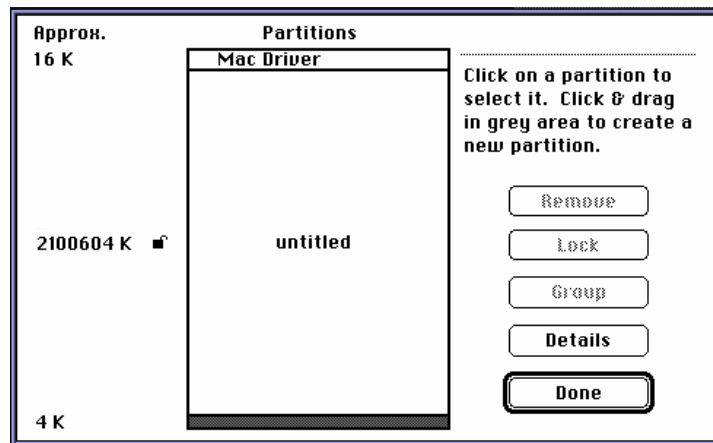 Approx.
Partitions
16 K
Mac Driver
Click on a partition to
select it. Click & drag
in grey area to create a
new partition.
Remove
2100604 K
untitled
Lock
Group
Details
Done
4 K